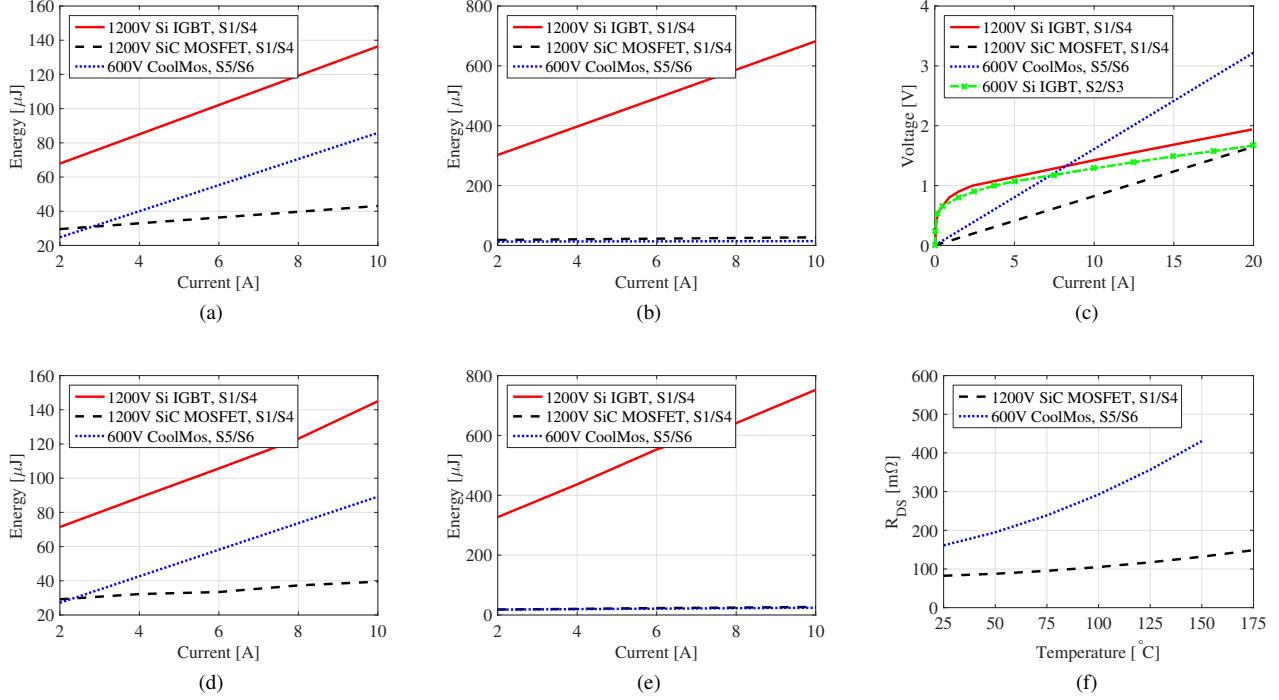 160
140
120
100
80
60
40
20
2
4
6
8
10
Energy [μJ]
Current [A]
1200V Si IGBT, S1/S4
1200V SiC MOSFET, S1/S4
600V CoolMos, S5/S6
(a)
800
600
400
200
0
2
4
6
8
10
Energy [μJ]
Current [A]
1200V Si IGBT, S1/S4
1200V SiC MOSFET, S1/S4
600V CoolMos, S5/S6
(b)
4
3
2
1
0
0
5
10
15
20
Voltage [V]
Current [A]
1200V Si IGBT, S1/S4
1200V SiC MOSFET, S1/S4
600V CoolMos, S5/S6
600V Si IGBT, S2/S3
(c)
160
140
120
100
80
60
40
20
2
4
6
8
10
Energy [μJ]
Current [A]
1200V Si IGBT, S1/S4
1200V SiC MOSFET, S1/S4
600V CoolMos, S5/S6
(d)
800
600
400
200
0
2
4
6
8
10
Energy [μJ]
Current [A]
1200V Si IGBT, S1/S4
1200V SiC MOSFET, S1/S4
600V CoolMos, S5/S6
(e)
600
500
400
300
200
100
0
25
50
75
100
125
150
175
R_DS [mΩ]
Temperature [°C]
1200V SiC MOSFET, S1/S4
600V CoolMos, S5/S6
(f)